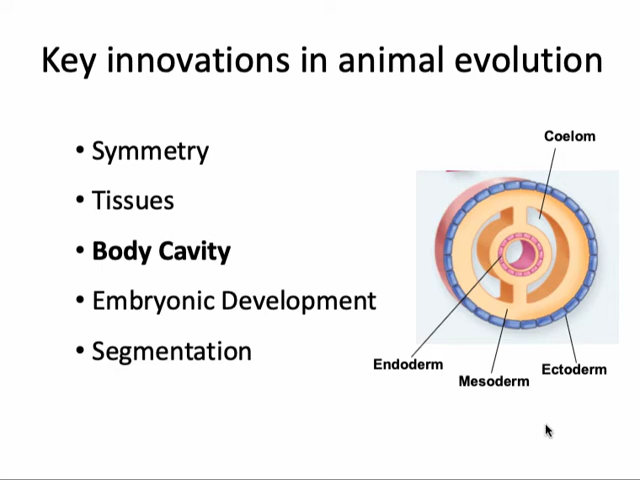 Key innovations in animal evolution
• Symmetry
• Tissues
• Body Cavity
• Embryonic Development
• Segmentation
Coelom
Endoderm
Mesoderm
Ectoderm